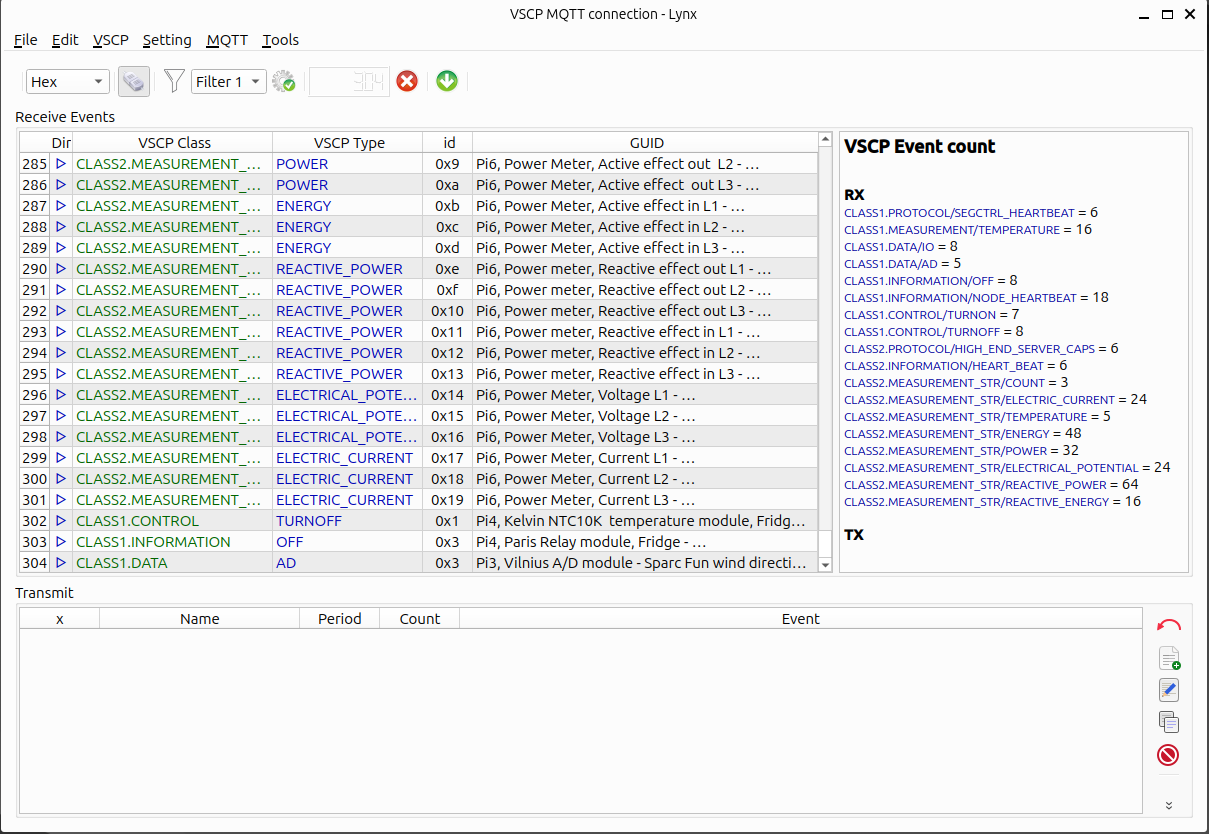 VSCP MQTT connection - Lynx
File Edit VSCP Setting MQTT Tools
Hex Filter 1 304
Receive Events
Dir VSCP Class VSCP Type id GUID
285 CLASS2.MEASUREMENT_... POWER 0x9 Pi6, Power Meter, Active effect out  L2 - ...
286 CLASS2.MEASUREMENT_... POWER 0xa Pi6, Power Meter, Active effect  out L3 - ...
287 CLASS2.MEASUREMENT_... ENERGY 0xb Pi6, Power Meter, Active effect in L1 - ...
288 CLASS2.MEASUREMENT_... ENERGY 0xc Pi6, Power Meter, Active effect in L2 - ...
289 CLASS2.MEASUREMENT_... ENERGY 0xd Pi6, Power Meter, Active effect in L3 - ...
290 CLASS2.MEASUREMENT_... REACTIVE_POWER 0xe Pi6, Power meter, Reactive effect out L1 - ...
291 CLASS2.MEASUREMENT_... REACTIVE_POWER 0xf Pi6, Power meter, Reactive effect out L2 - ...
292 CLASS2.MEASUREMENT_... REACTIVE_POWER 0x10 Pi6, Power meter, Reactive effect out L3 - ...
293 CLASS2.MEASUREMENT_... REACTIVE_POWER 0x11 Pi6, Power meter, Reactive effect in L1 - ...
294 CLASS2.MEASUREMENT_... REACTIVE_POWER 0x12 Pi6, Power meter, Reactive effect in L2 - ...
295 CLASS2.MEASUREMENT_... REACTIVE_POWER 0x13 Pi6, Power meter, Reactive effect in L3 - ...
296 CLASS2.MEASUREMENT_... ELECTRICAL_POTE... 0x14 Pi6, Power Meter, Voltage L1 - ...
297 CLASS2.MEASUREMENT_... ELECTRICAL_POTE... 0x15 Pi6, Power Meter, Voltage L2 - ...
298 CLASS2.MEASUREMENT_... ELECTRICAL_POTE... 0x16 Pi6, Power Meter, Voltage L3 - ...
299 CLASS2.MEASUREMENT_... ELECTRIC_CURRENT 0x17 Pi6, Power Meter, Current L1 - ...
300 CLASS2.MEASUREMENT_... ELECTRIC_CURRENT 0x18 Pi6, Power Meter, Current L2 - ...
301 CLASS2.MEASUREMENT_... ELECTRIC_CURRENT 0x19 Pi6, Power Meter, Current L3 - ...
302 CLASS1.CONTROL TURNOFF 0x1 Pi4, Kelvin NTC10K  temperature module, Fridg...
303 CLASS1.INFORMATION OFF 0x3 Pi4, Paris Relay module, Fridge - ...
304 CLASS1.DATA AD 0x3 Pi3, Vilnius A/D module - Sparc Fun wind directi...
VSCP Event count
RX
CLASS1.PROTOCOL/SEGCTRL_HEARTBEAT = 6
CLASS1.MEASUREMENT/TEMPERATURE = 16
CLASS1.DATA/IO = 8
CLASS1.DATA/AD = 5
CLASS1.INFORMATION/OFF = 8
CLASS1.INFORMATION/NODE_HEARTBEAT = 18
CLASS1.CONTROL/TURNON = 7
CLASS1.CONTROL/TURNOFF = 8
CLASS2.PROTOCOL/HIGH_END_SERVER_CAPS = 6
CLASS2.INFORMATION/HEART_BEAT = 6
CLASS2.MEASUREMENT_STR/COUNT = 3
CLASS2.MEASUREMENT_STR/ELECTRIC_CURRENT = 24
CLASS2.MEASUREMENT_STR/TEMPERATURE = 5
CLASS2.MEASUREMENT_STR/ENERGY = 48
CLASS2.MEASUREMENT_STR/POWER = 32
CLASS2.MEASUREMENT_STR/ELECTRICAL_POTENTIAL = 24
CLASS2.MEASUREMENT_STR/REACTIVE_POWER = 64
CLASS2.MEASUREMENT_STR/REACTIVE_ENERGY = 16
TX
Transmit
x Name Period Count Event